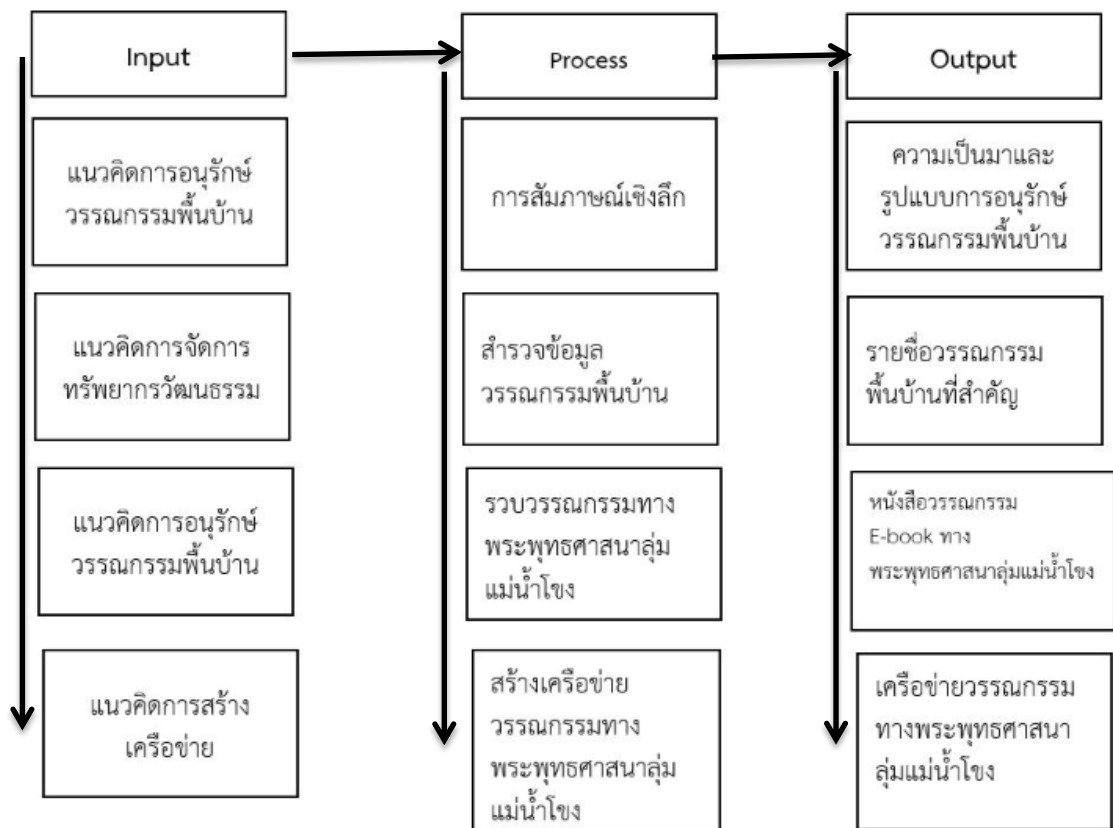 Input
Process
Output
แนวคิดการอนุรักษ์
วรรณกรรมพื้นบ้าน
การสัมภาษณ์เชิงลึก
ความเป็นมาและ
รูปแบบการอนุรักษ์
วรรณกรรมพื้นบ้าน
แนวคิดการจัดการ
ทรัพยากรวัฒนธรรม
สำรวจข้อมูล
วรรณกรรมพื้นบ้าน
รายชื่อวรรณกรรม
พื้นบ้านที่สำคัญ
แนวคิดการอนุรักษ์
วรรณกรรมพื้นบ้าน
รวบวรรณกรรมทาง
พระพุทธศาสนาลุ่ม
แม่น้ำโขง
หนังสือวรรณกรรม
E-book ทาง
พระพุทธศาสนาลุ่มแม่น้ำโขง
แนวคิดการสร้าง
เครือข่าย
สร้างเครือข่าย
วรรณกรรมทาง
พระพุทธศาสนาลุ่ม
แม่น้ำโขง
เครือข่ายวรรณกรรม
ทางพระพุทธศาสนา
ลุ่มแม่น้ำโขง